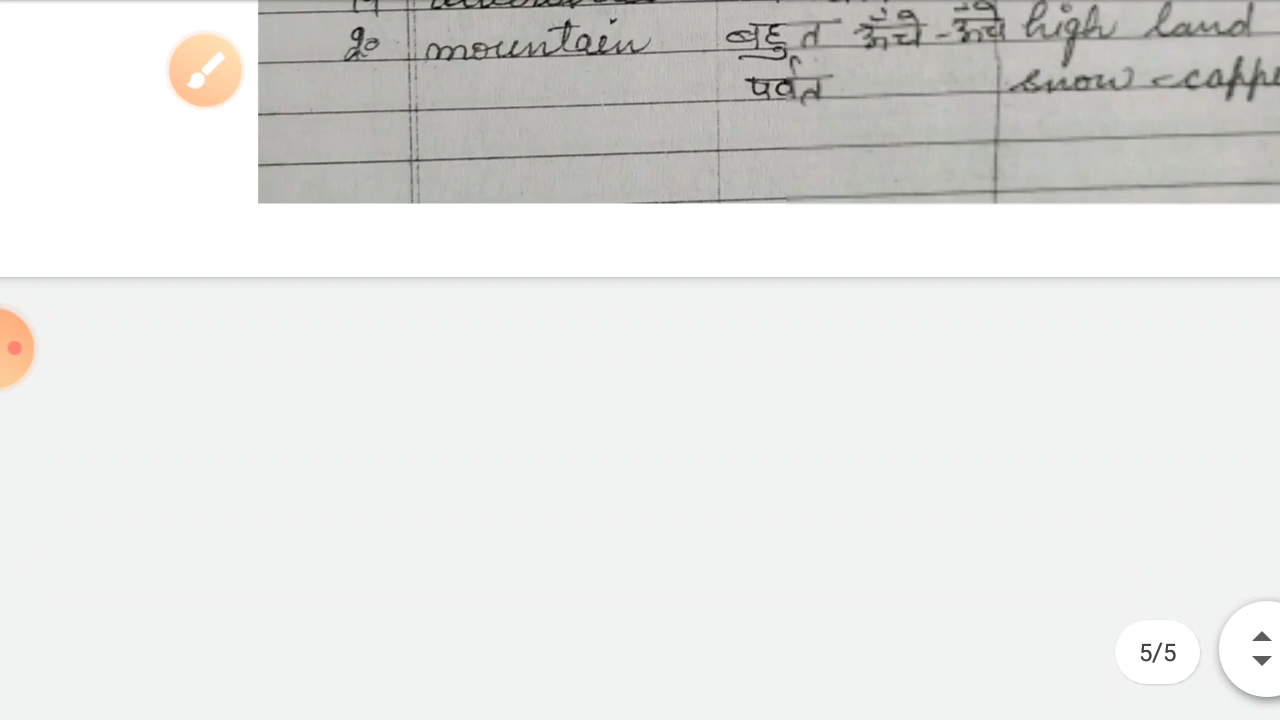 20 mountain बहुत ऊँचे-ऊँचे high land
पर्वत snow-cappe
5/5